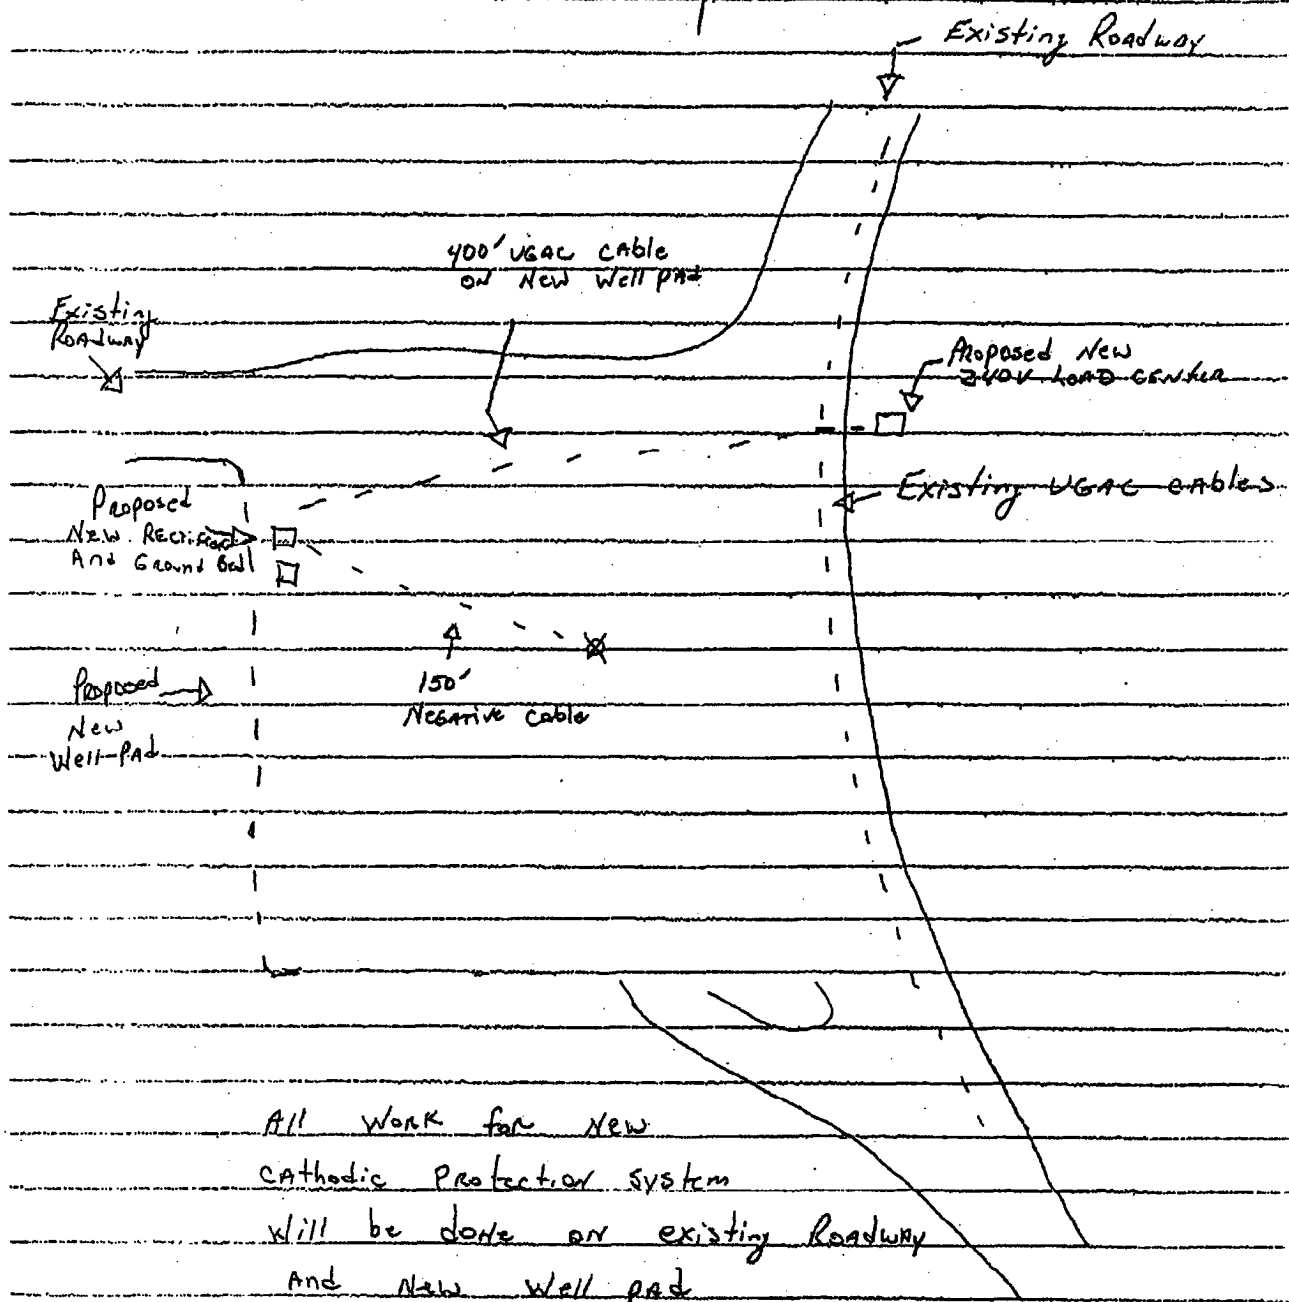 Existing Roadway
400' UGAC CAble
ON New Well PAd
Existing
ROADWAY
Proposed New
240V LOAD CENTER
Existing UGAC CABLES
Proposed
New Rectifier
And Ground Bed
Proposed
New
Well PAd
150'
NEGATIVE Cable
All Work for New
CAthodic Protection System
Will be done on existing Roadway
And New Well PAd